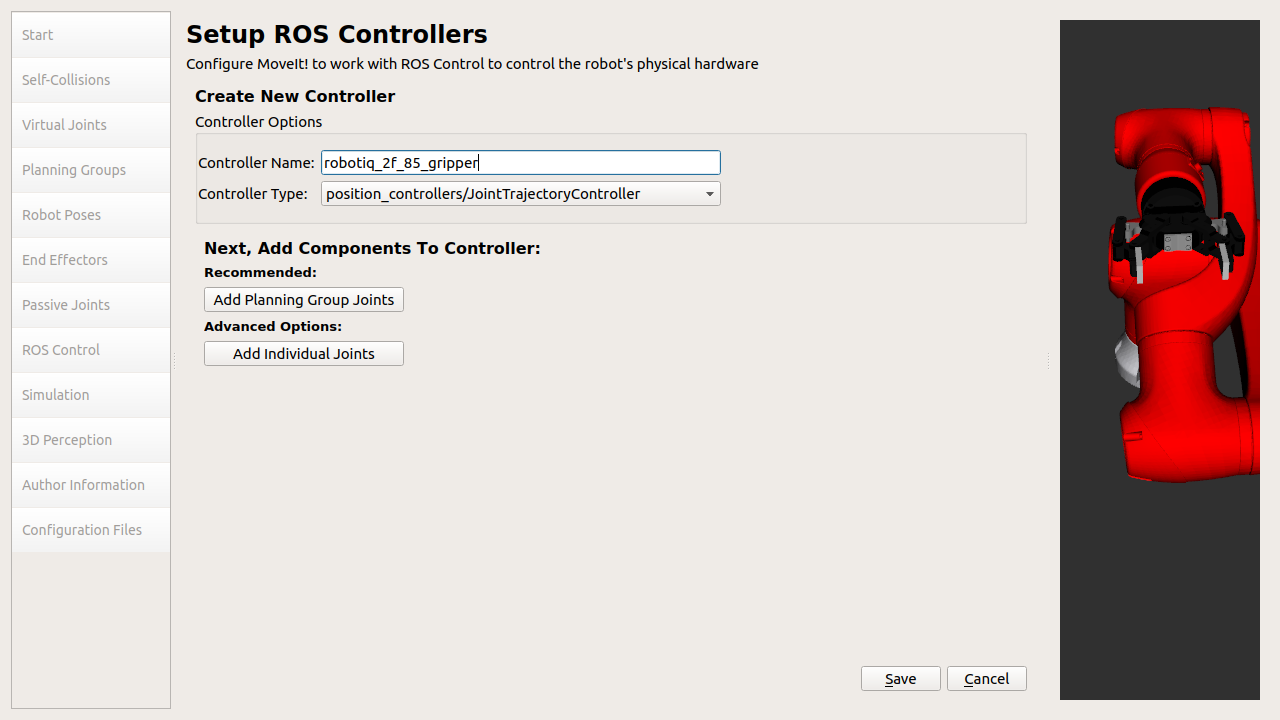 Start
Self-Collisions
Virtual Joints
Planning Groups
Robot Poses
End Effectors
Passive Joints
ROS Control
Simulation
3D Perception
Author Information
Configuration Files
Setup ROS Controllers
Configure MoveIt! to work with ROS Control to control the robot's physical hardware
Create New Controller
Controller Options
Controller Name: robotiq_2f_85_gripper
Controller Type: position_controllers/JointTrajectoryController
Next, Add Components To Controller:
Recommended:
Add Planning Group Joints
Advanced Options:
Add Individual Joints
Save Cancel